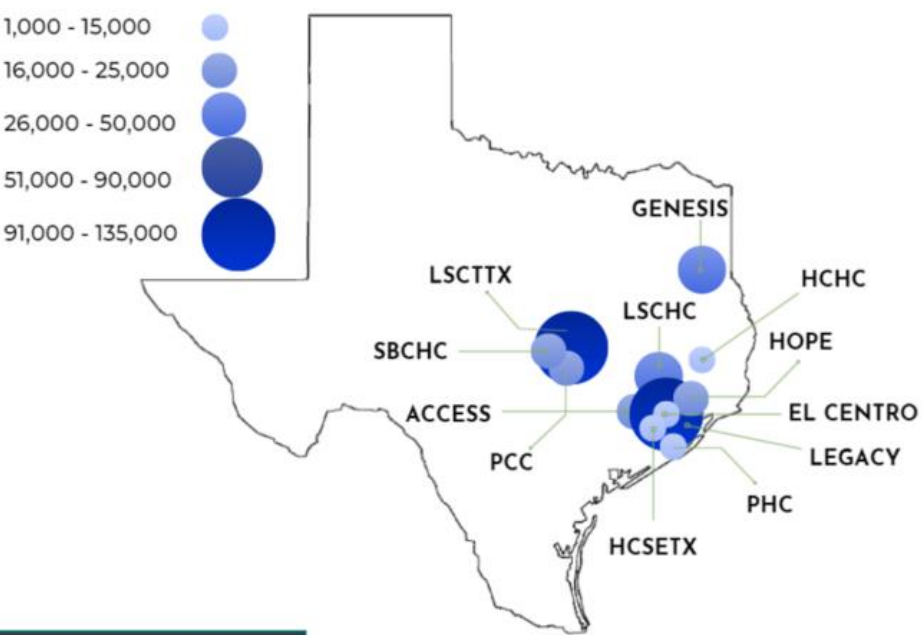 1,000 - 15,000
16,000 - 25,000
26,000 - 50,000
51,000 - 90,000
91,000 - 135,000
GENESIS
LSCTTX
HCHC
LSCHC
SBCHC
HOPE
ACCESS
EL CENTRO
PCC
LEGACY
PHC
HCSETX